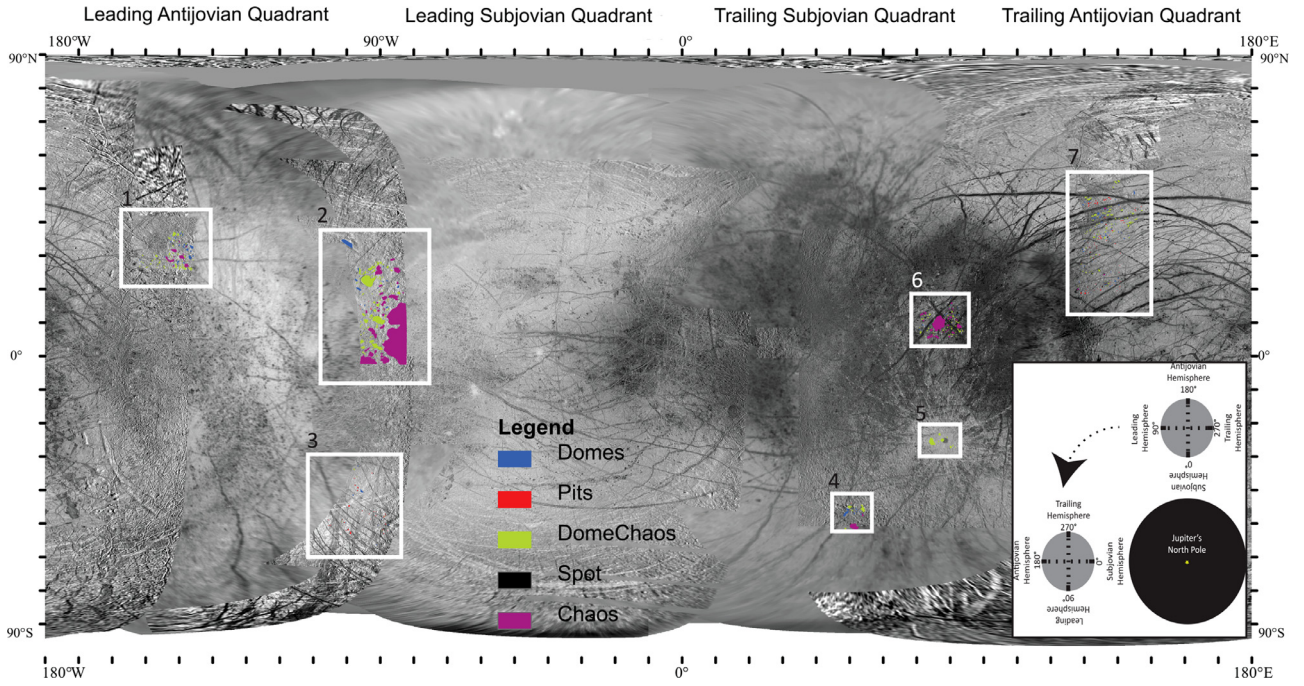 Leading Antijovian Quadrant
Leading Subjovian Quadrant
Trailing Subjovian Quadrant
Trailing Antijovian Quadrant
180°W
90°W
0°
180°E
90°N
90°N
1
2
3
4
5
6
7
0°
0°
Legend
Domes
Pits
DomeChaos
Spot
Chaos
Antijovian
Hemisphere
180°
Leading
Hemisphere
90°
270°
Trailing
Hemisphere
0°
Subjovian
Hemisphere
Trailing
Hemisphere
270°
Antijovian
Hemisphere
180°
0°
Subjovian
Hemisphere
90°
Leading
Hemisphere
Jupiter's
North Pole
90°S
90°S
180°W
0°
180°E